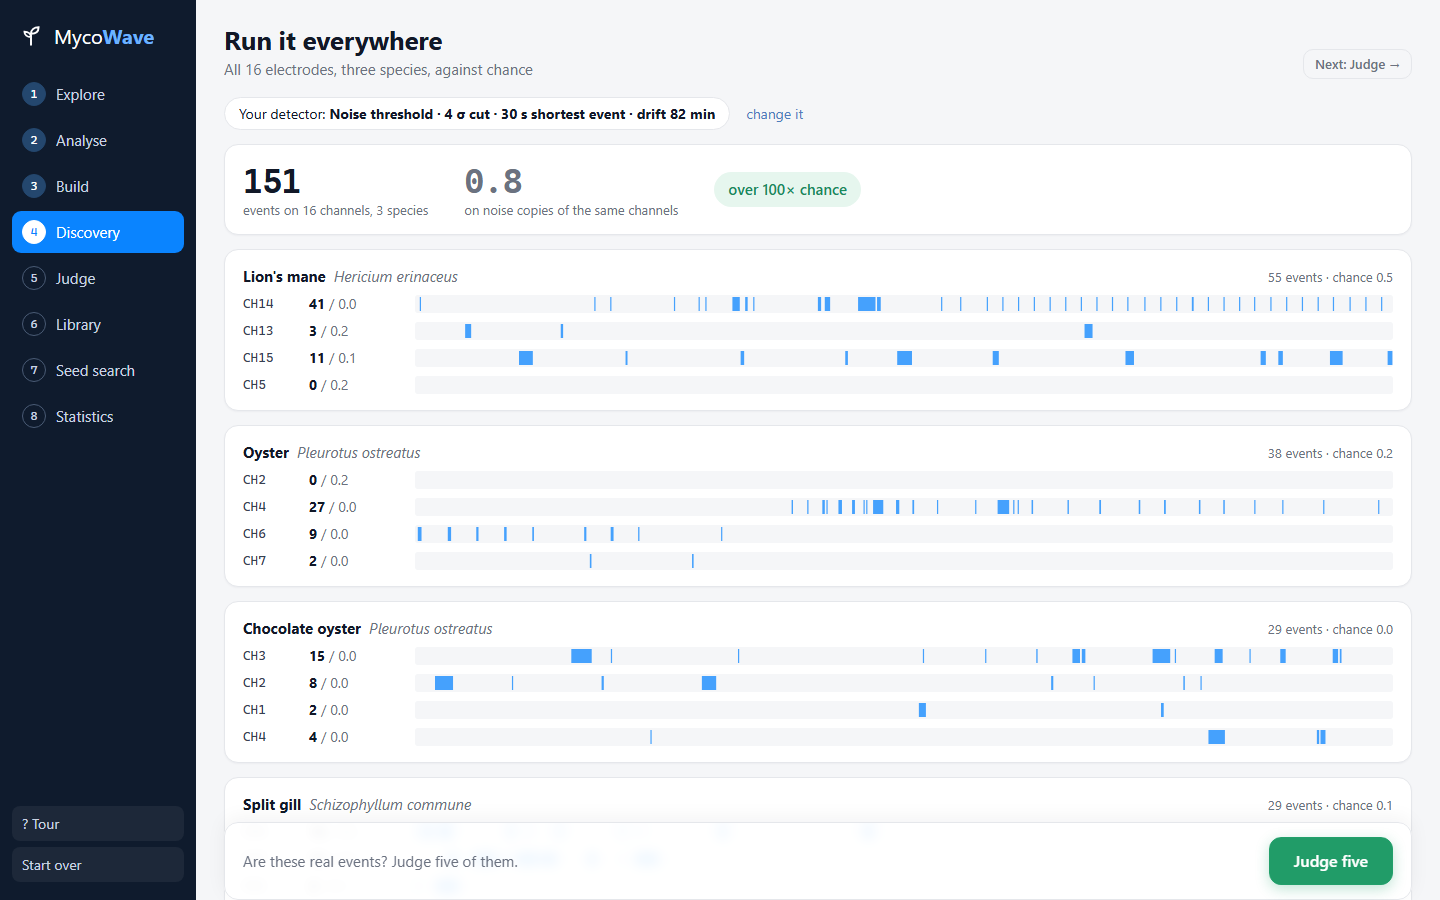 MycoWave
1 Explore
2 Analyse
3 Build
4 Discovery
5 Judge
6 Library
7 Seed search
8 Statistics
? Tour
Start over
Run it everywhere
All 16 electrodes, three species, against chance
Next: Judge →
Your detector: Noise threshold · 4 σ cut · 30 s shortest event · drift 82 min
change it
151
events on 16 channels, 3 species
0.8
on noise copies of the same channels
over 100× chance
Lion's mane Hericium erinaceus
55 events · chance 0.5
CH14 41 / 0.0
CH13 3 / 0.2
CH15 11 / 0.1
CH5 0 / 0.2
Oyster Pleurotus ostreatus
38 events · chance 0.2
CH2 0 / 0.2
CH4 27 / 0.0
CH6 9 / 0.0
CH7 2 / 0.0
Chocolate oyster Pleurotus ostreatus
29 events · chance 0.0
CH3 15 / 0.0
CH2 8 / 0.0
CH1 2 / 0.0
CH4 4 / 0.0
Split gill Schizophyllum commune
29 events · chance 0.1
Are these real events? Judge five of them.
Judge five